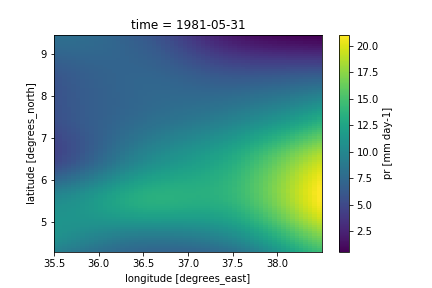 time = 1981-05-31
9
8
7
6
5
latitude [degrees_north]
35.5 36.0 36.5 37.0 37.5 38.0
longitude [degrees_east]
20.0
17.5
15.0
12.5
10.0
7.5
5.0
2.5
pr [mm day-1]